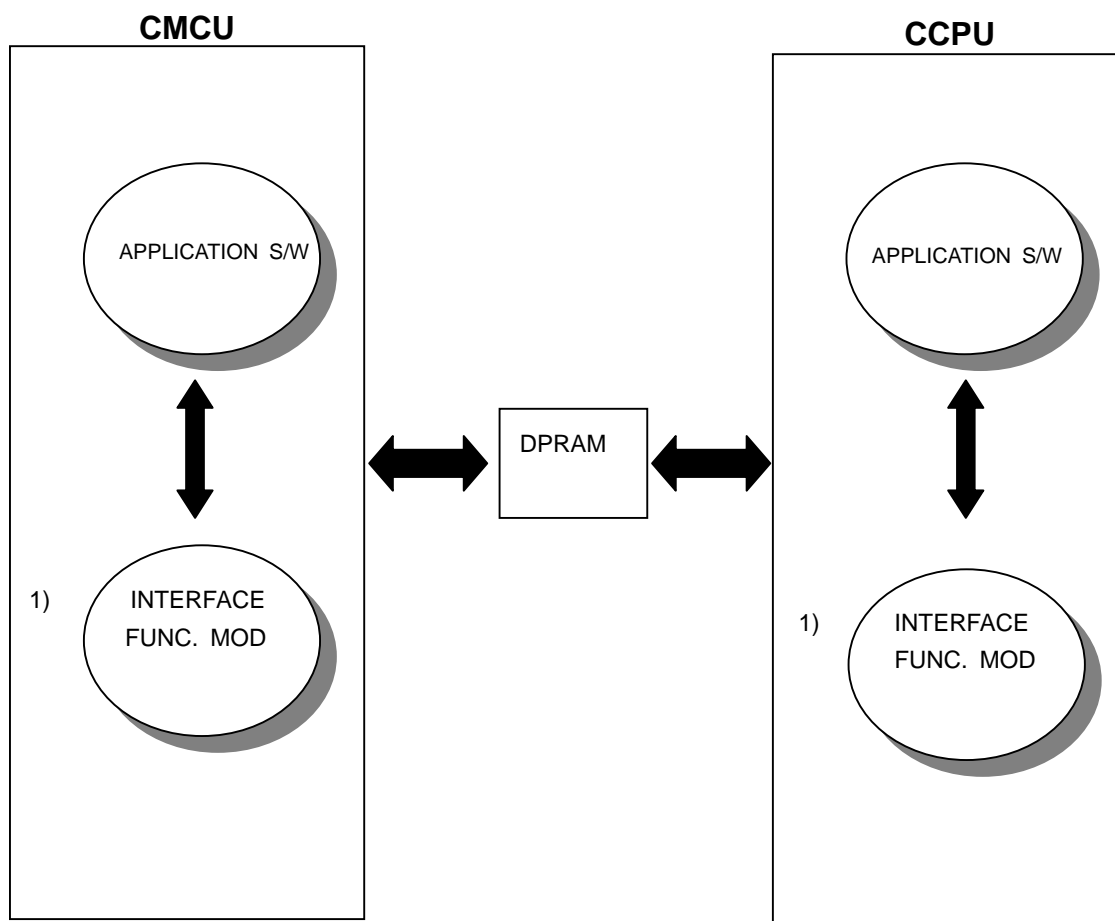 CMCU
CCPU
APPLICATION S/W
APPLICATION S/W
DPRAM
1)
INTERFACE
FUNC. MOD
1)
INTERFACE
FUNC. MOD